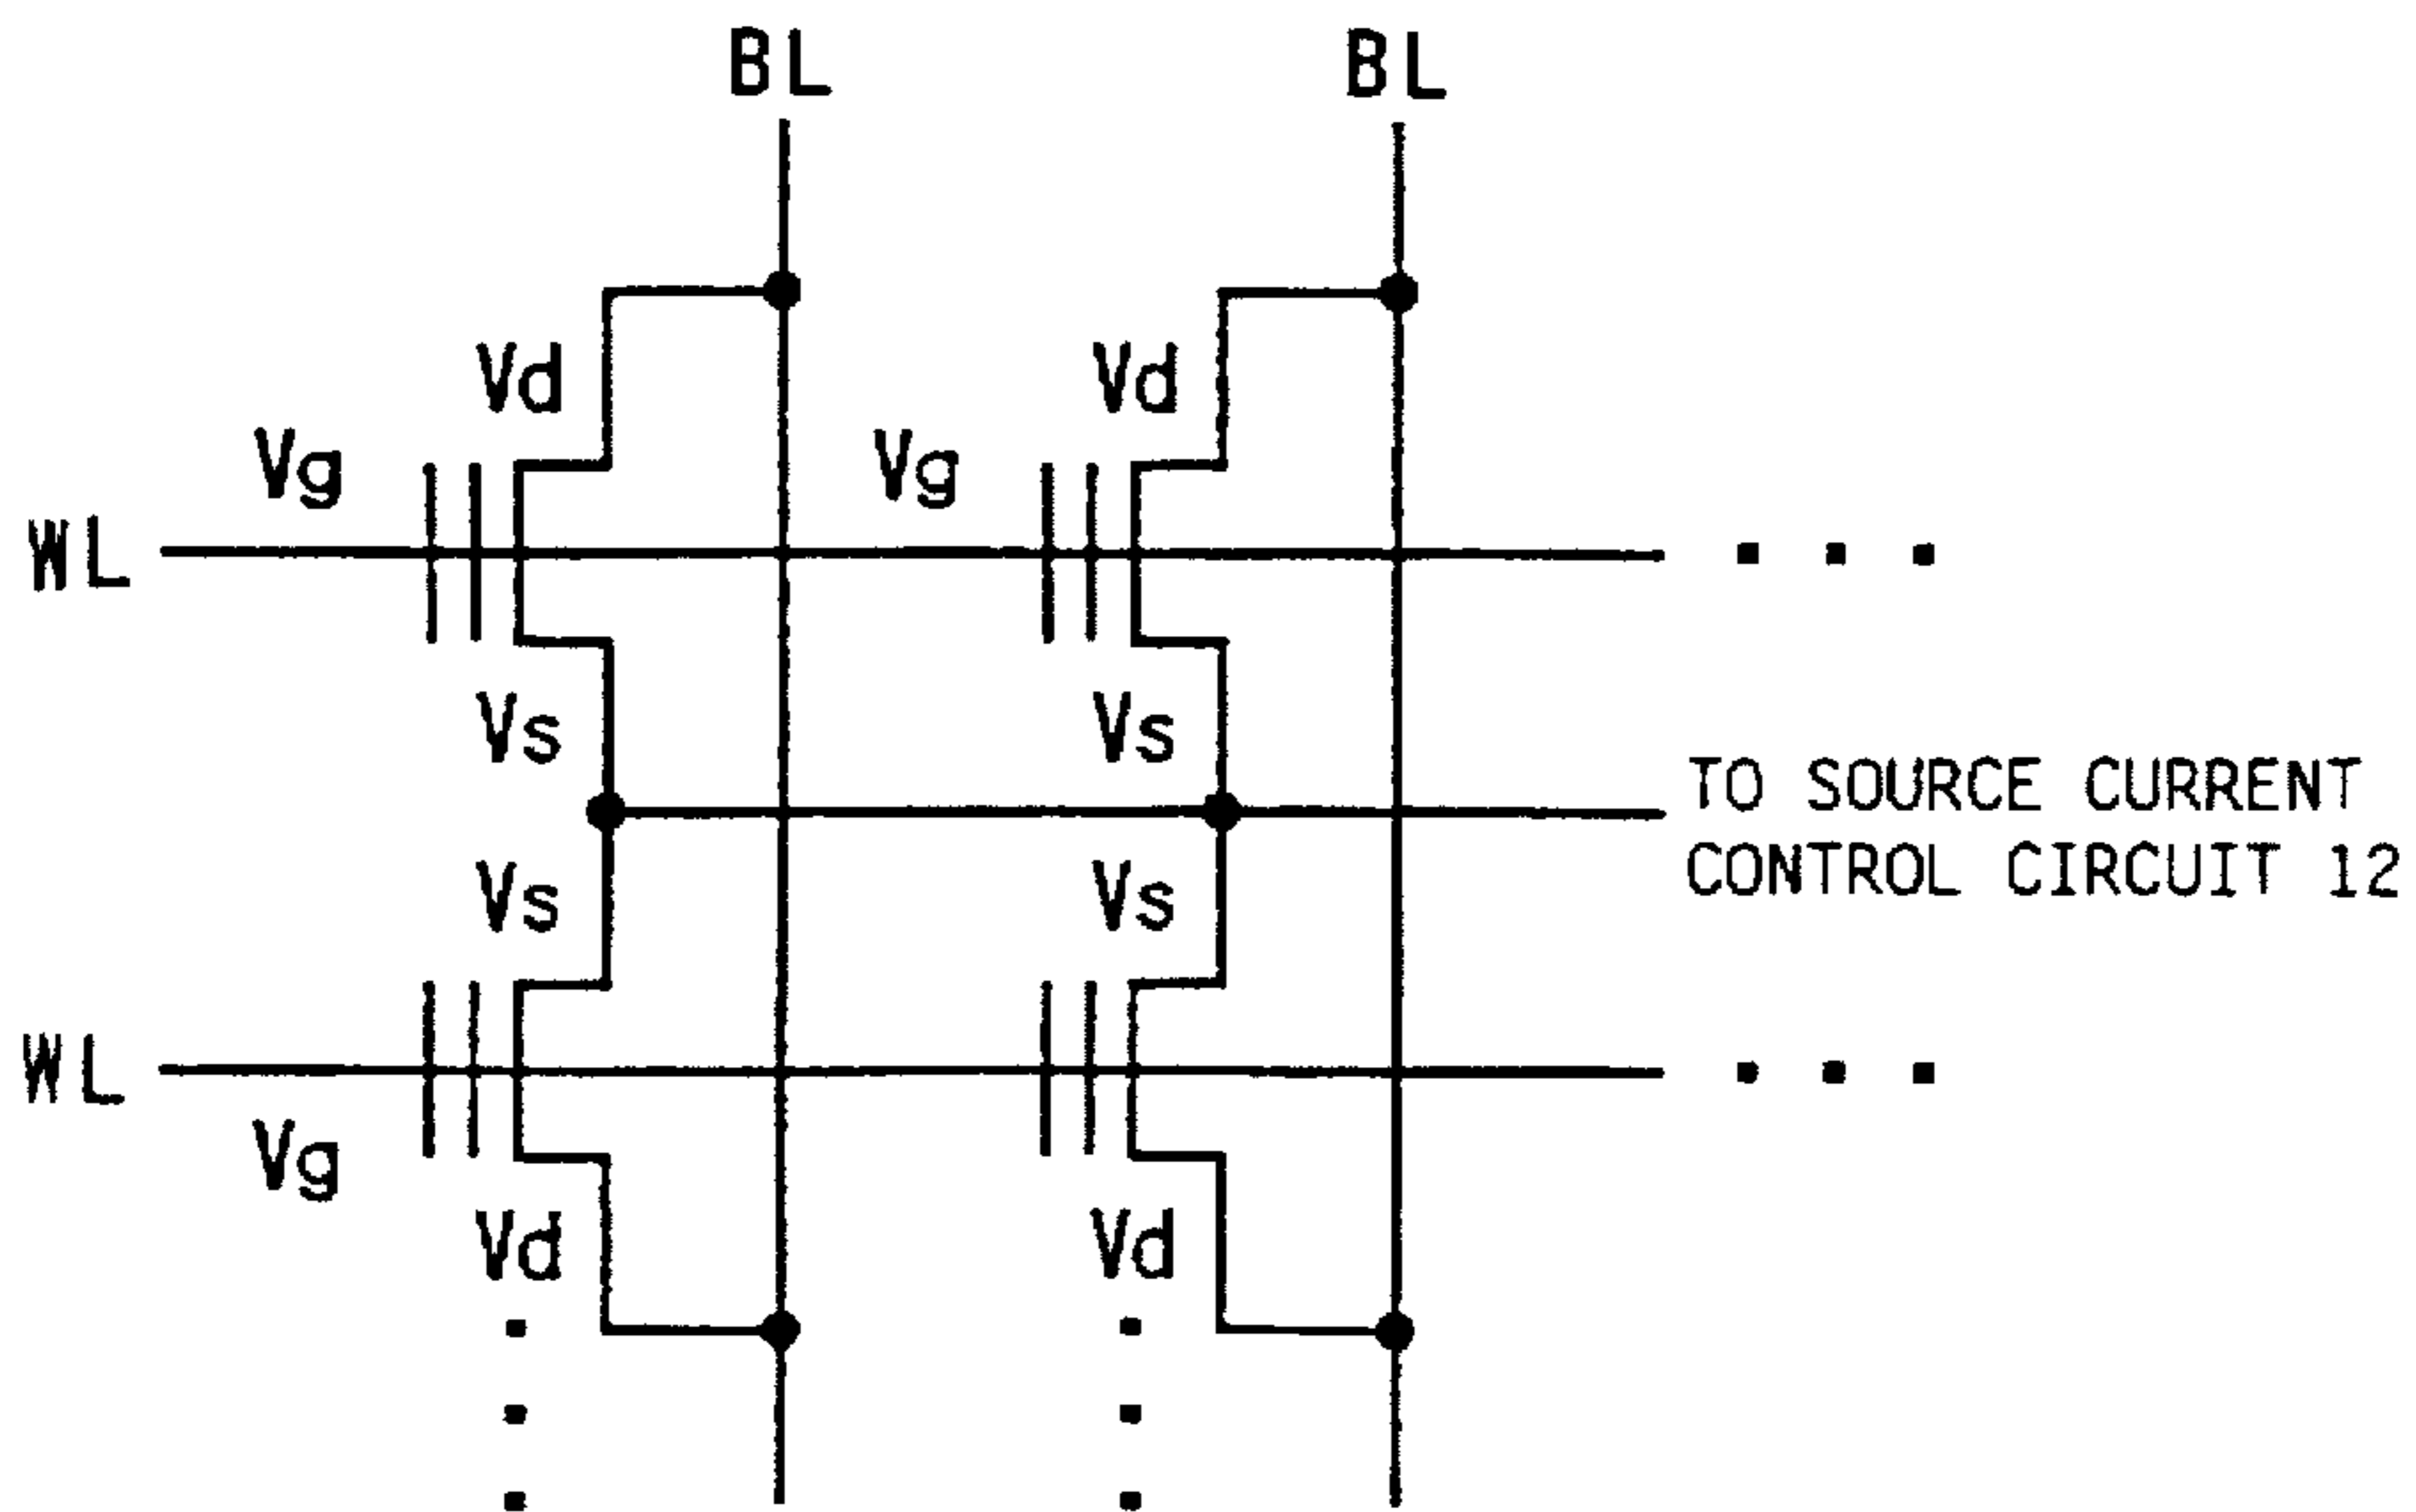 BL BL
Vd Vd
Vg Vg
WL
Vs Vs
TO SOURCE CURRENT
CONTROL CIRCUIT 12
Vs Vs
WL
Vg
Vd Vd